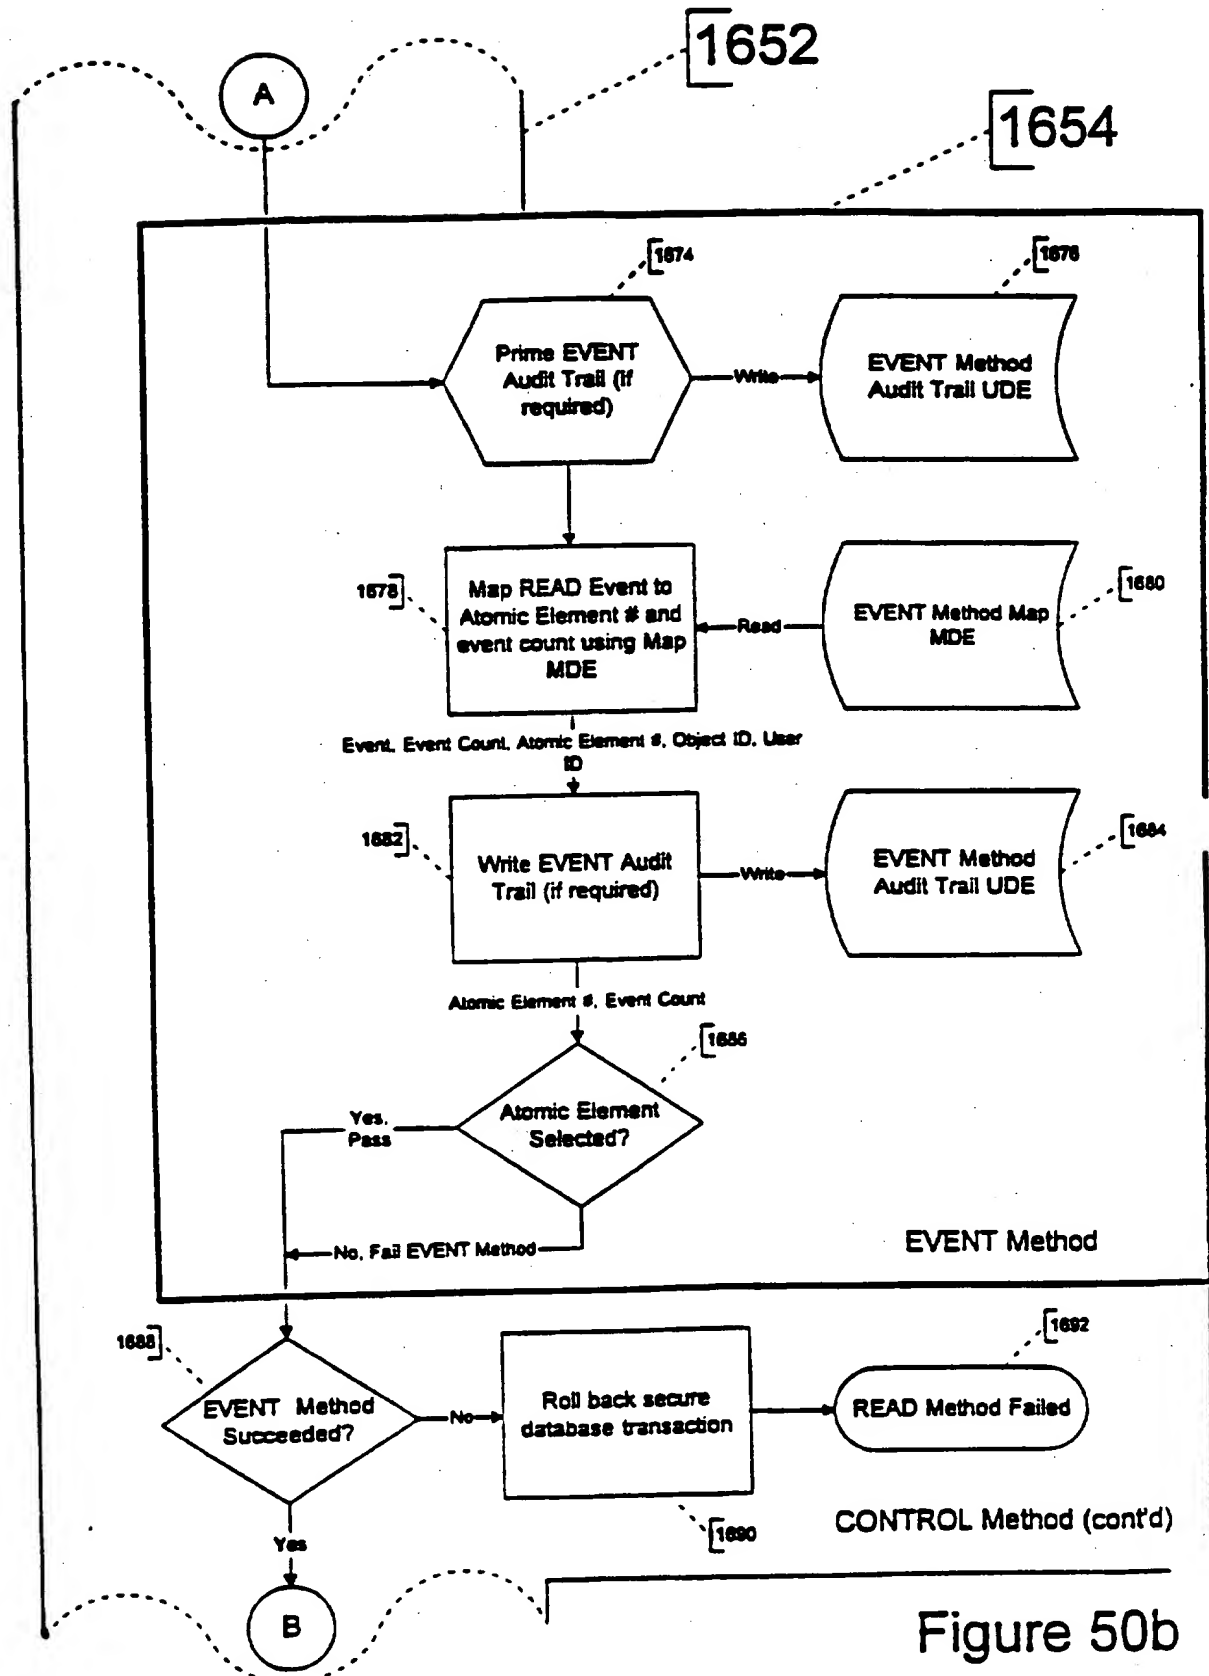 1652
A
1654
1674
1676
Prime EVENT
Audit Trail (if
required)
Write
EVENT Method
Audit Trail UDE
1678
Map READ Event to
Atomic Element # and
event count using Map
MDE
Read
EVENT Method Map
MDE
1680
Event, Event Count, Atomic Element #, Object ID, User
ID
1682
Write EVENT Audit
Trail (if required)
Write
EVENT Method
Audit Trail UDE
1684
Atomic Element #, Event Count
1686
Atomic Element
Selected?
Yes,
Pass
No, Fail EVENT Method
EVENT Method
1688
EVENT Method
Succeeded?
No
Roll back secure
database transaction
1692
READ Method Failed
1690
CONTROL Method (cont'd)
Yes
B
Figure 50b